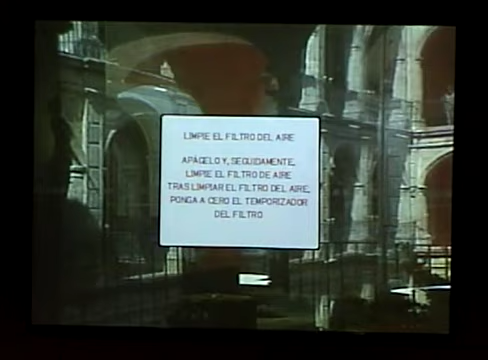 LIMPIE EL FILTRO DEL AIRE
APÁGELO Y, SEGUIDAMENTE,
LIMPIE EL FILTRO DE AIRE
TRAS LIMPIAR EL FILTRO DEL AIRE,
PONGA A CERO EL TEMPORIZADOR
DEL FILTRO